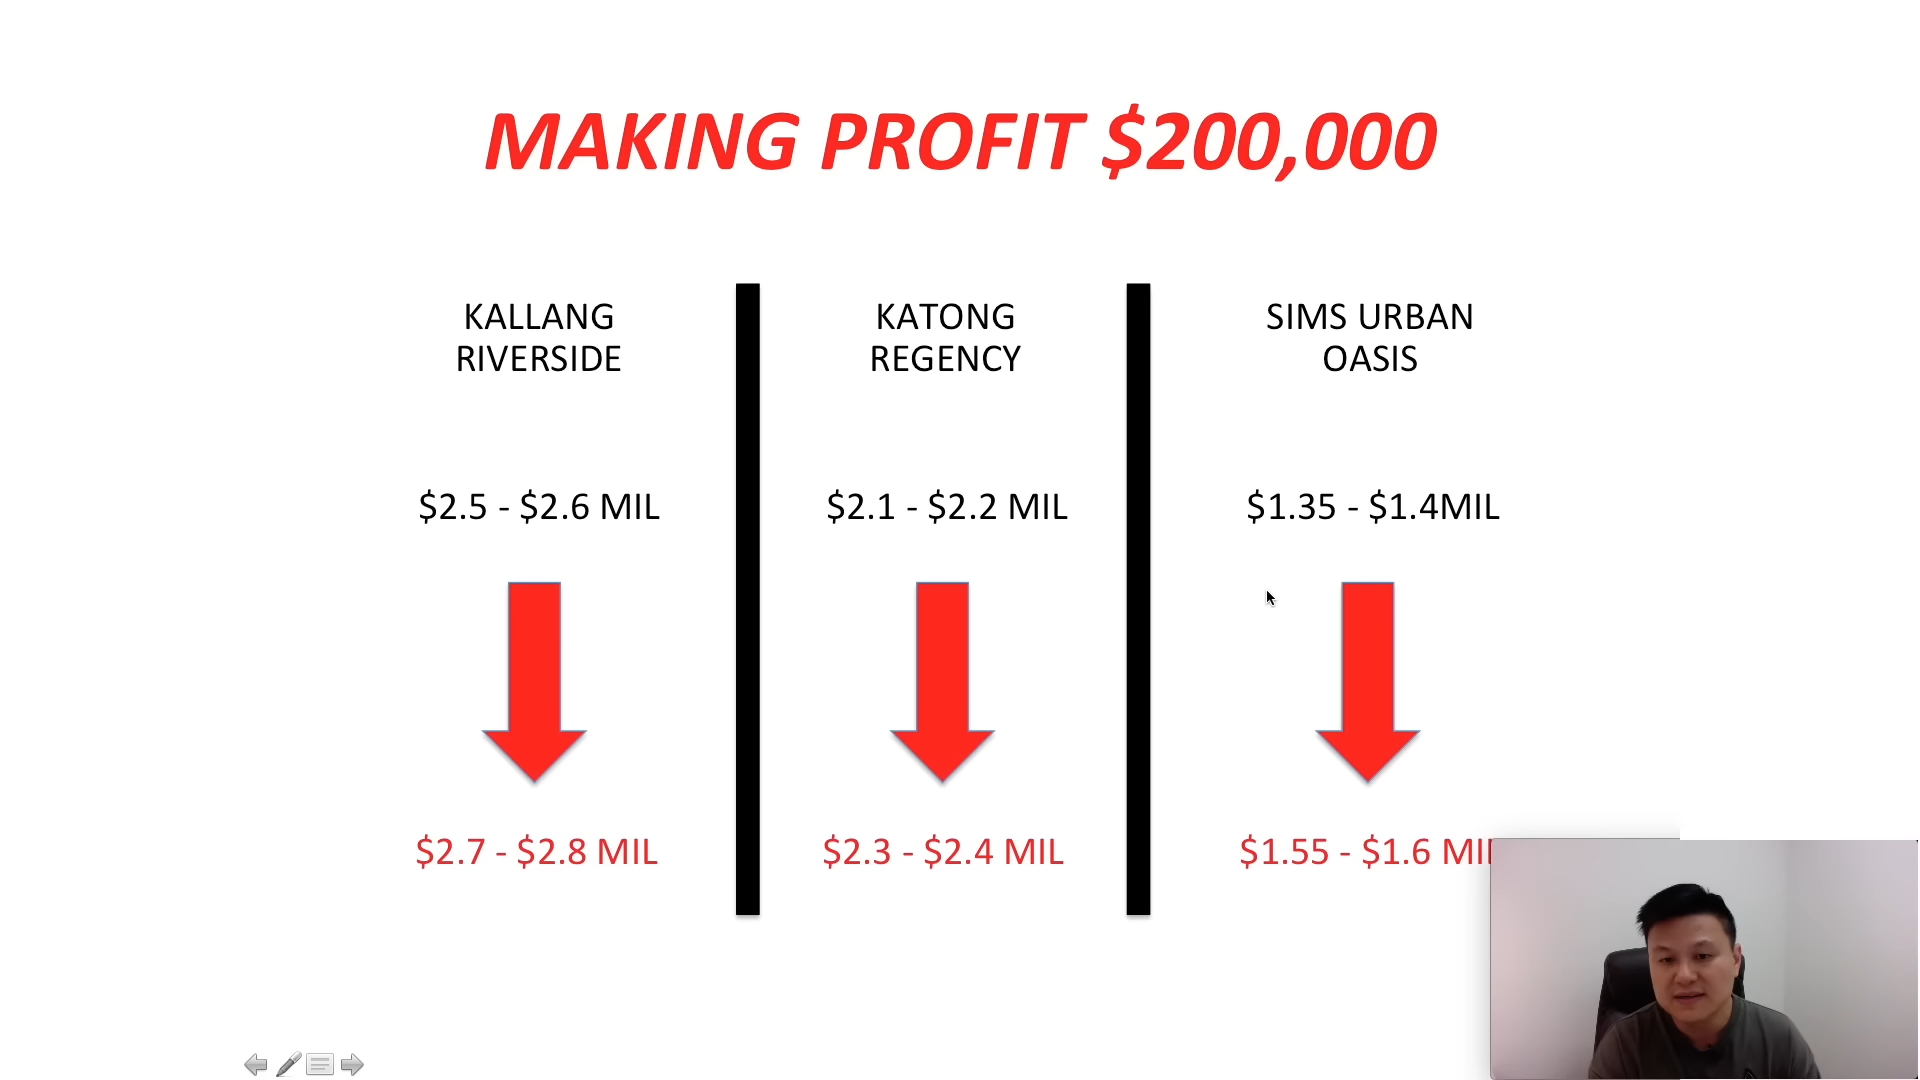 MAKING PROFIT $200,000
KALLANG
RIVERSIDE
KATONG
REGENCY
SIMS URBAN
OASIS
$2.5 - $2.6 MIL
$2.1 - $2.2 MIL
$1.35 - $1.4MIL
$2.7 - $2.8 MIL
$2.3 - $2.4 MIL
$1.55 - $1.6